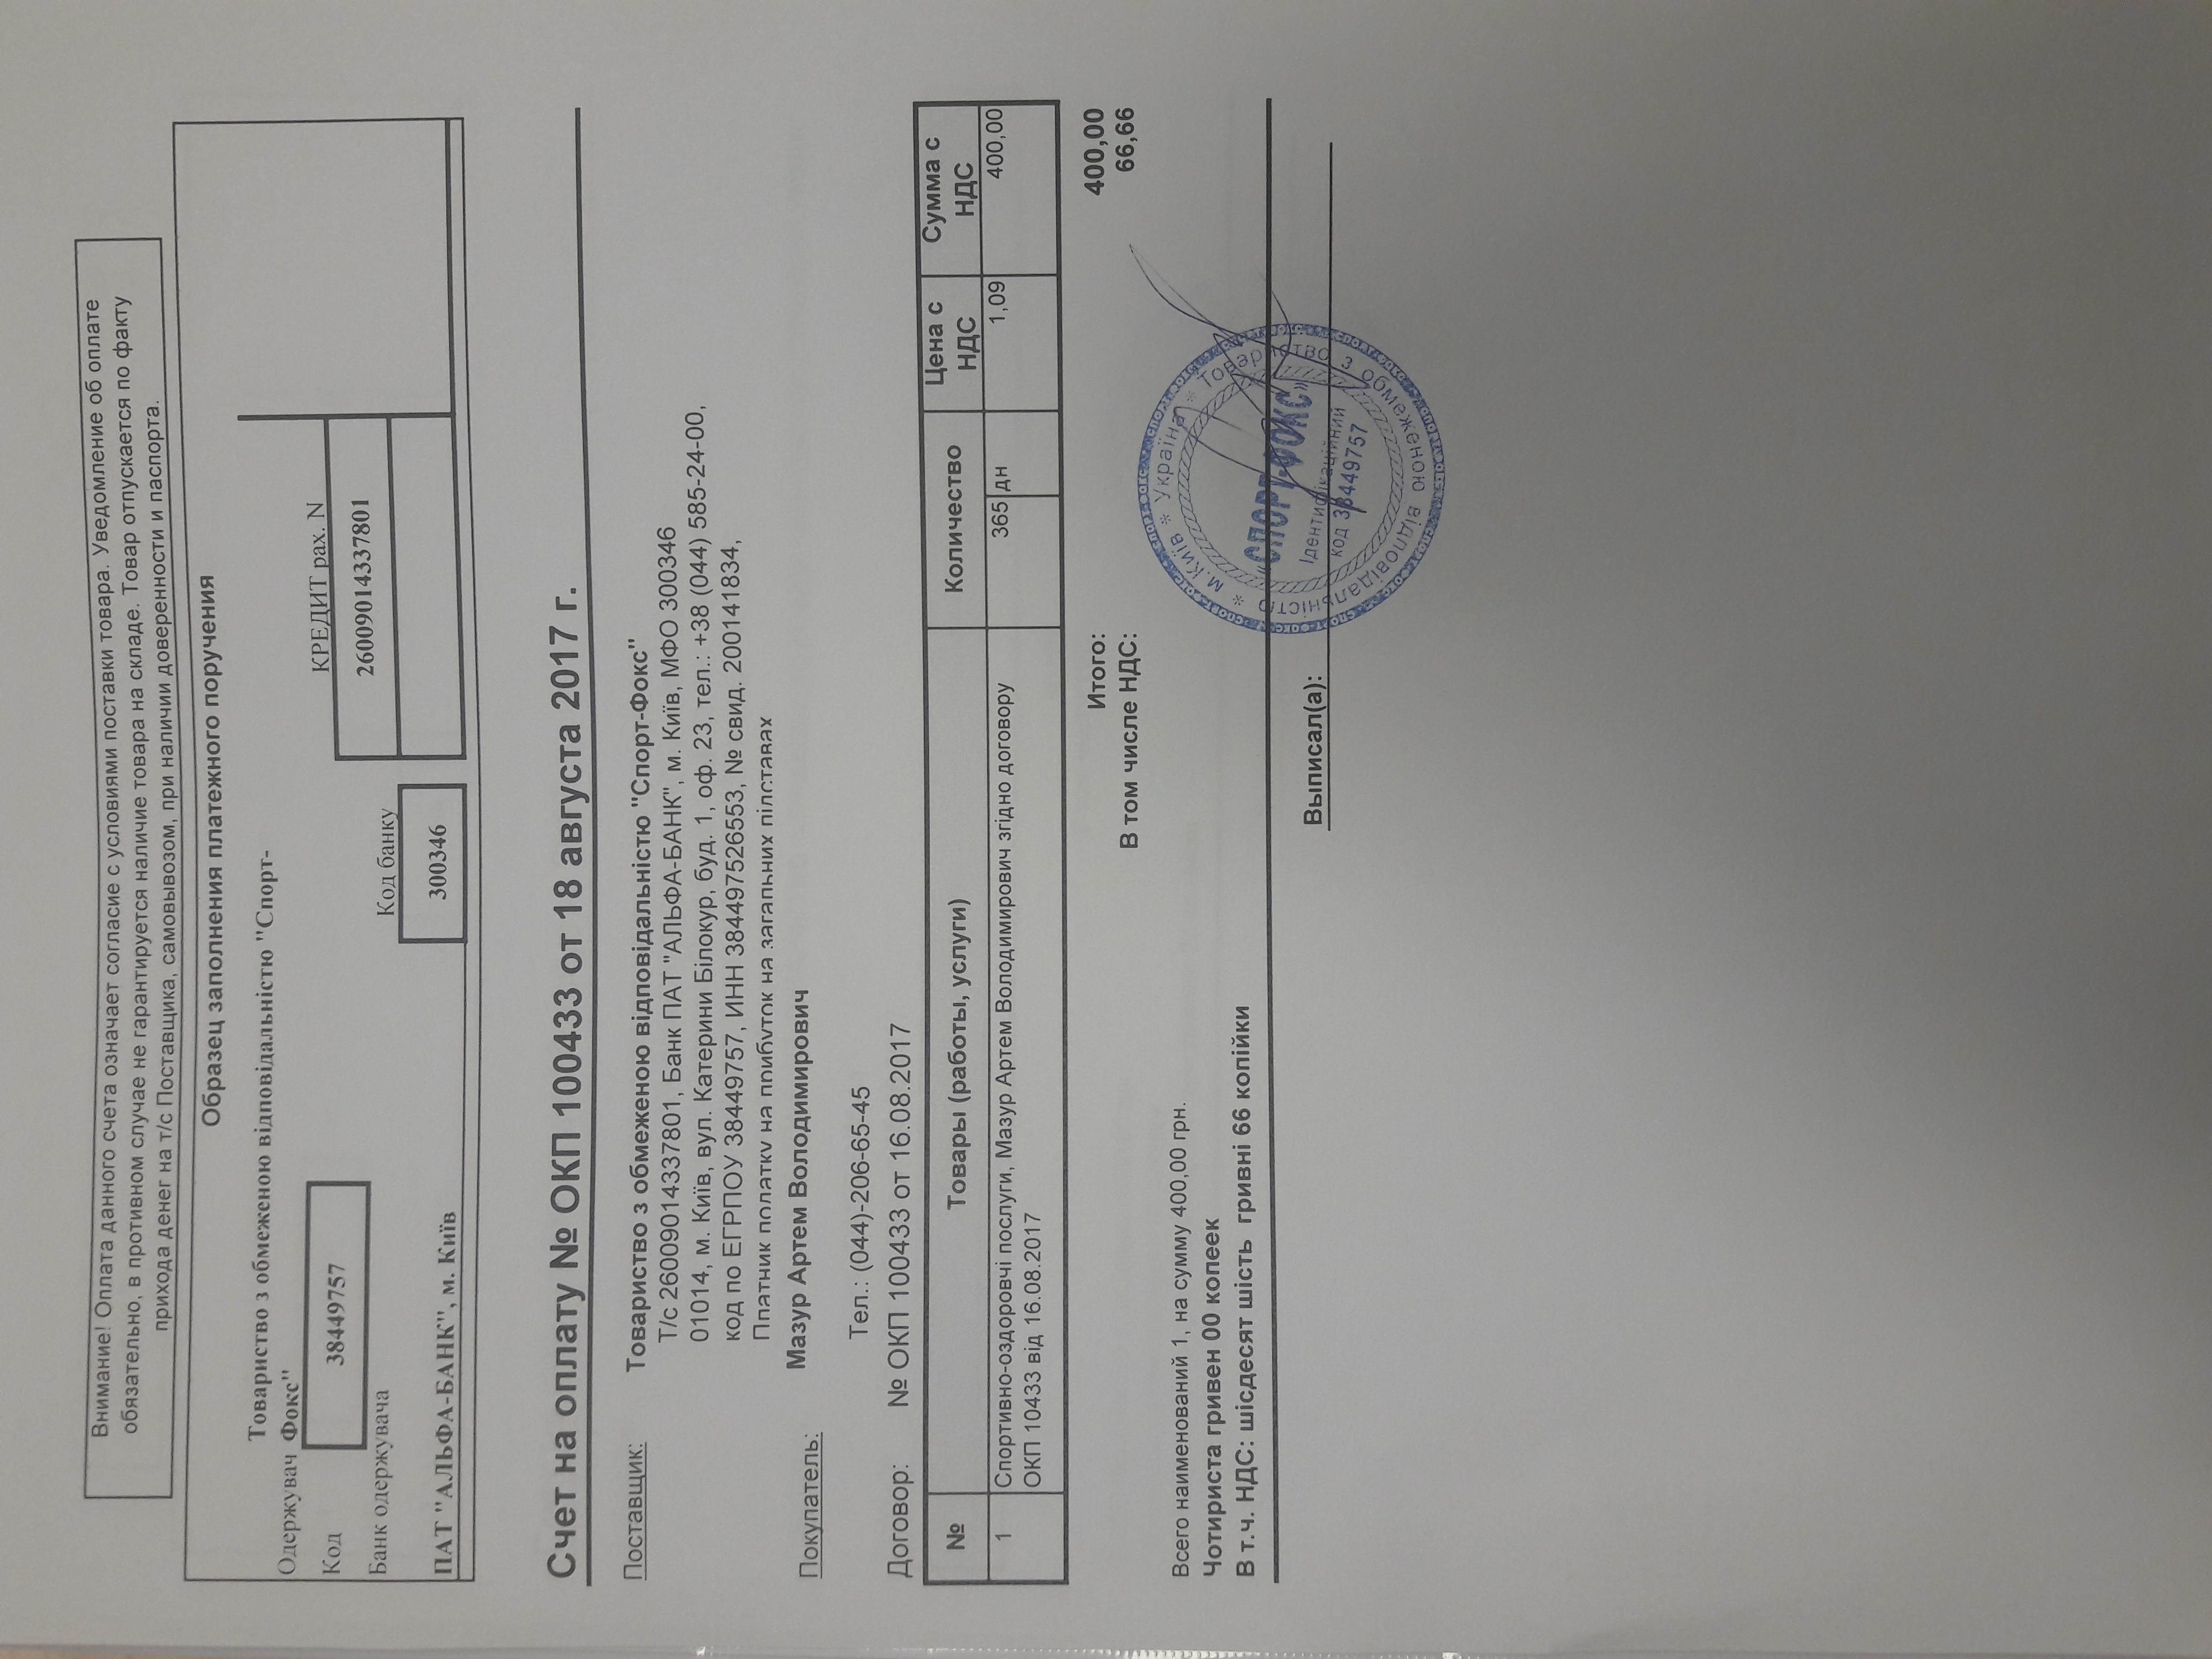 Внимание! Оплата данного счета означает согласие с условиями поставки товара. Уведомление об оплате
обязательно, в противном случае не гарантируется наличие товара на складе. Товар отпускается по факту
прихода денег на т/с Поставщика, самовывозом, при наличии доверенности и паспорта.
Образец заполнения платежного поручения
Товариство з обмеженою відповідальністю "Спорт-
Одержувач Фокс"
Код 38449757
КРЕДИТ рах. N
26009014337801
Банк одержувача
Код банку
ПАТ "АЛЬФА-БАНК", м. Київ 300346
Счет на оплату № ОКП 100433 от 18 августа 2017 г.
Поставщик: Товариство з обмеженою відповідальністю "Спорт-Фокс"
Т/с 26009014337801, Банк ПАТ "АЛЬФА-БАНК", м. Київ, МФО 300346
01014, м. Київ, вул. Катерини Білокур, буд. 1, оф. 23, тел.: +38 (044) 585-24-00,
код по ЕГРПОУ 38449757, ИНН 384497526553, № свид. 200141834,
Платник податку на прибуток на загальних підставах
Покупатель: Мазур Артем Володимирович
Тел.: (044)-206-65-45
Договор: № ОКП 100433 от 16.08.2017
№ Товары (работы, услуги) Количество Цена с НДС Сумма с НДС
1 Спортивно-оздоровчі послуги, Мазур Артем Володимирович згідно договору 365 дн 1,09 400,00
ОКП 10433 від 16.08.2017
Итого: 400,00
В том числе НДС: 66,66
Всего наименований 1, на сумму 400,00 грн.
Чотириста гривен 00 копеек
В т.ч. НДС: шісдесят шість гривні 66 копійки
Выписал(а):
м.Київ * Україна * Товариство з обмеженою відповідальністю *
"СПОРТ-ФОКС"
Ідентифікаційний
код 38449757